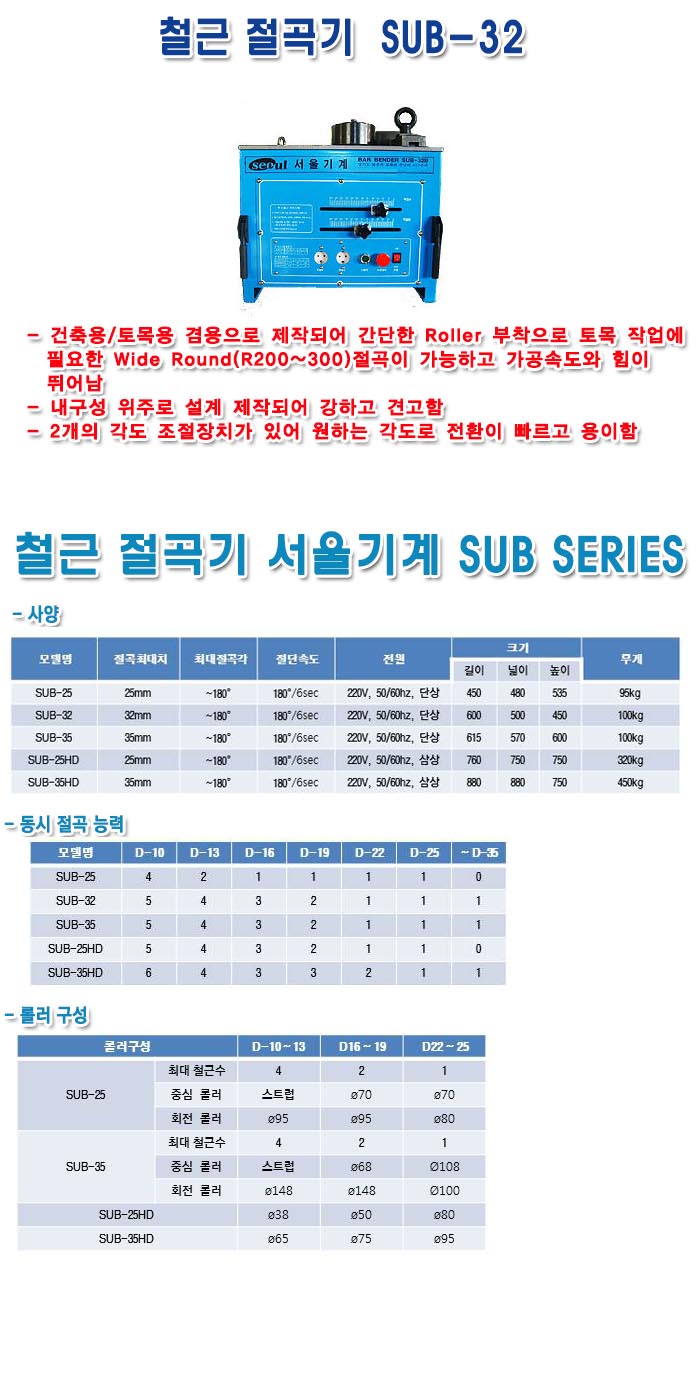 철근 절곡기 SUB-32
seoul 서울기계 BAR BENDER SUB-320
- 건축용/토목용 겸용으로 제작되어 간단한 Roller 부착으로 토목 작업에
필요한 Wide Round(R200~300)절곡이 가능하고 가공속도와 힘이
뛰어남
- 내구성 위주로 설계 제작되어 강하고 견고함
- 2개의 각도 조절장치가 있어 원하는 각도로 전환이 빠르고 용이함
철근 절곡기 서울기계 SUB SERIES
- 사양
모델명 절곡최대치 최대절곡각 절단속도 전원 크기 무게
길이 넓이 높이
SUB-25 25mm ~180° 180°/6sec 220V, 50/60hz, 단상 450 480 535 95kg
SUB-32 32mm ~180° 180°/6sec 220V, 50/60hz, 단상 600 500 450 100kg
SUB-35 35mm ~180° 180°/6sec 220V, 50/60hz, 단상 615 570 600 100kg
SUB-25HD 25mm ~180° 180°/6sec 220V, 50/60hz, 삼상 760 750 750 320kg
SUB-35HD 35mm ~180° 180°/6sec 220V, 50/60hz, 삼상 880 880 750 450kg
- 동시 절곡 능력
모델명 D-10 D-13 D-16 D-19 D-22 D-25 ~ D-35
SUB-25 4 2 1 1 1 1 0
SUB-32 5 4 3 2 1 1 1
SUB-35 5 4 3 2 1 1 1
SUB-25HD 5 4 3 2 1 1 0
SUB-35HD 6 4 3 3 2 1 1
- 롤러 구성
롤러구성 D-10~13 D16~19 D22~25
SUB-25 최대 철근수 4 2 1
중심 롤러 스트럽 ø70 ø70
회전 롤러 ø95 ø95 ø80
SUB-35 최대 철근수 4 2 1
중심 롤러 스트럽 ø68 Ø108
회전 롤러 ø148 ø148 Ø100
SUB-25HD ø38 ø50 ø80
SUB-35HD ø65 ø75 ø95